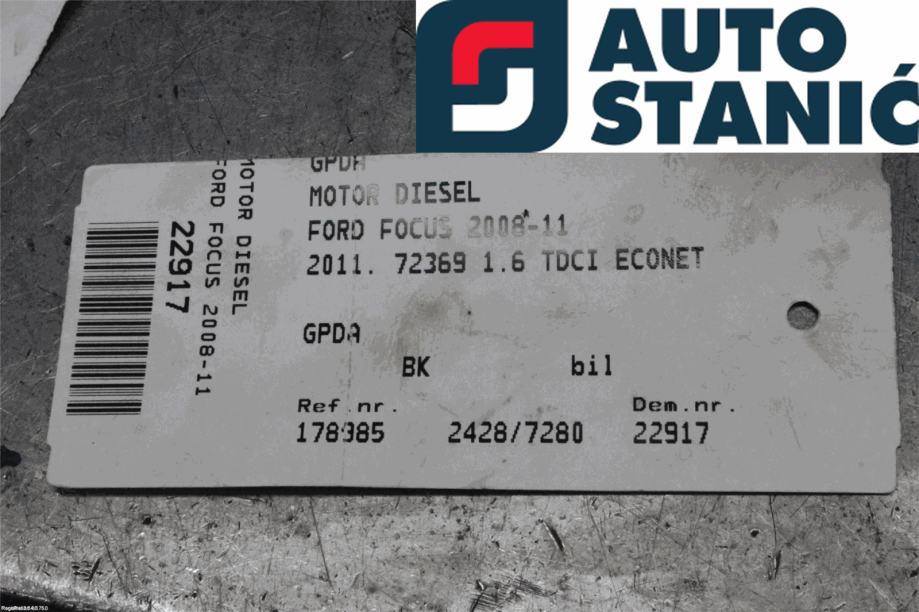 AUTO
STANIĆ
GPDA
MOTOR DIESEL
FORD FOCUS 2008-11
2011. 72369 1.6 TDCI ECONET
GPDA
BK bil
Ref.nr. Dem.nr.
178985 2428/7280 22917
22917
FORD FOCUS 2008-11
MOTOR DIESEL